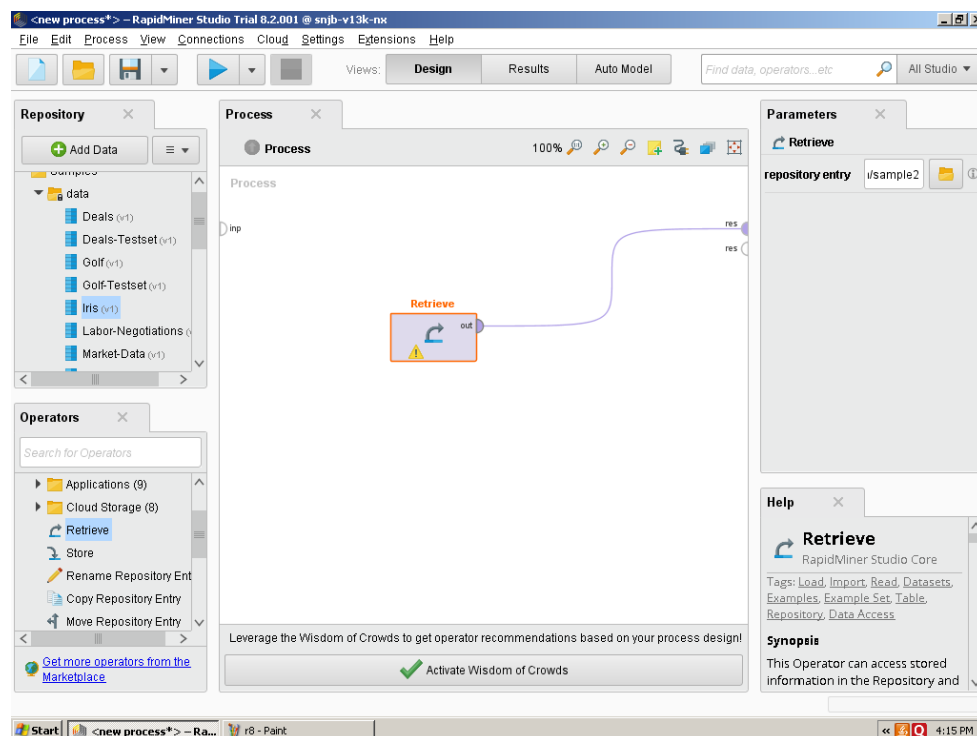 <new process*> – RapidMiner Studio Trial 8.2.001 @ snjb-v13k-nx
File Edit Process View Connections Cloud Settings Extensions Help
Views: Design Results Auto Model Find data, operators...etc All Studio
Repository
Add Data
Samples
data
Deals (v1)
Deals-Testset (v1)
Golf (v1)
Golf-Testset (v1)
Iris (v1)
Labor-Negotiations
Market-Data (v1)
Operators
Search for Operators
Applications (9)
Cloud Storage (8)
Retrieve
Store
Rename Repository Ent
Copy Repository Entry
Move Repository Entry
Get more operators from the
Marketplace
Process
Process 100%
Process
inp
res
res
Retrieve
out
Leverage the Wisdom of Crowds to get operator recommendations based on your process design!
Activate Wisdom of Crowds
Parameters
Retrieve
repository entry /sample2
Help
Retrieve
RapidMiner Studio Core
Tags: Load, Import, Read, Datasets,
Examples, Example Set, Table,
Repository, Data Access
Synopsis
This Operator can access stored
information in the Repository and
Start <new process*> – Ra... r8 - Paint « 4:15 PM